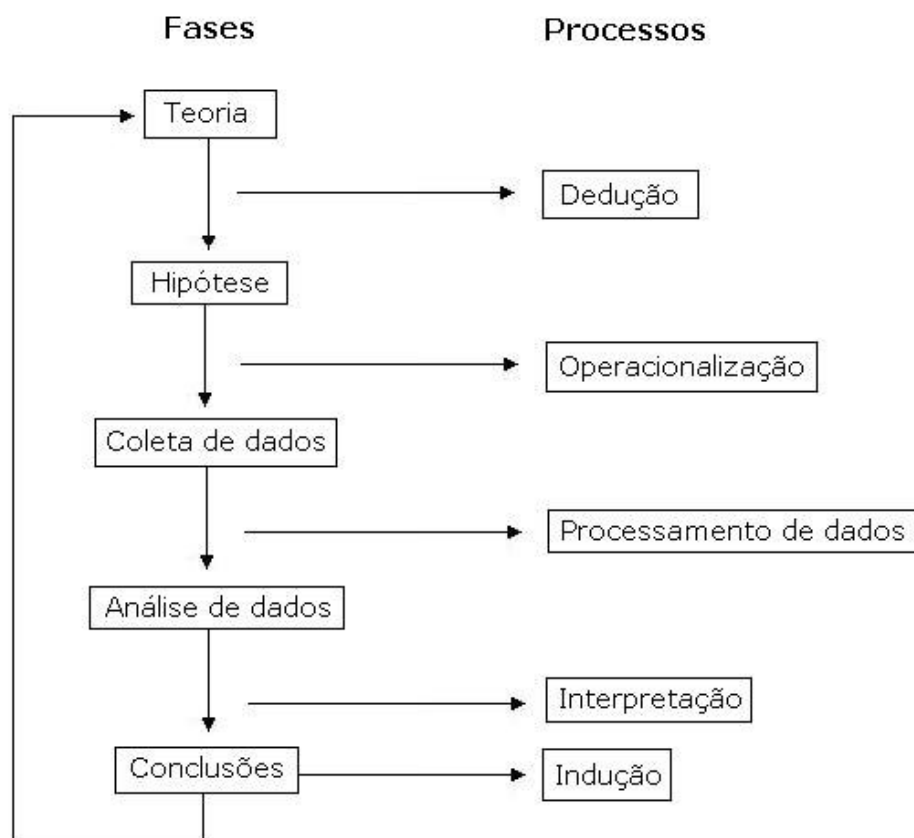 Fases
Processos
Teoria
Dedução
Hipótese
Operacionalização
Coleta de dados
Processamento de dados
Análise de dados
Interpretação
Conclusões
Indução